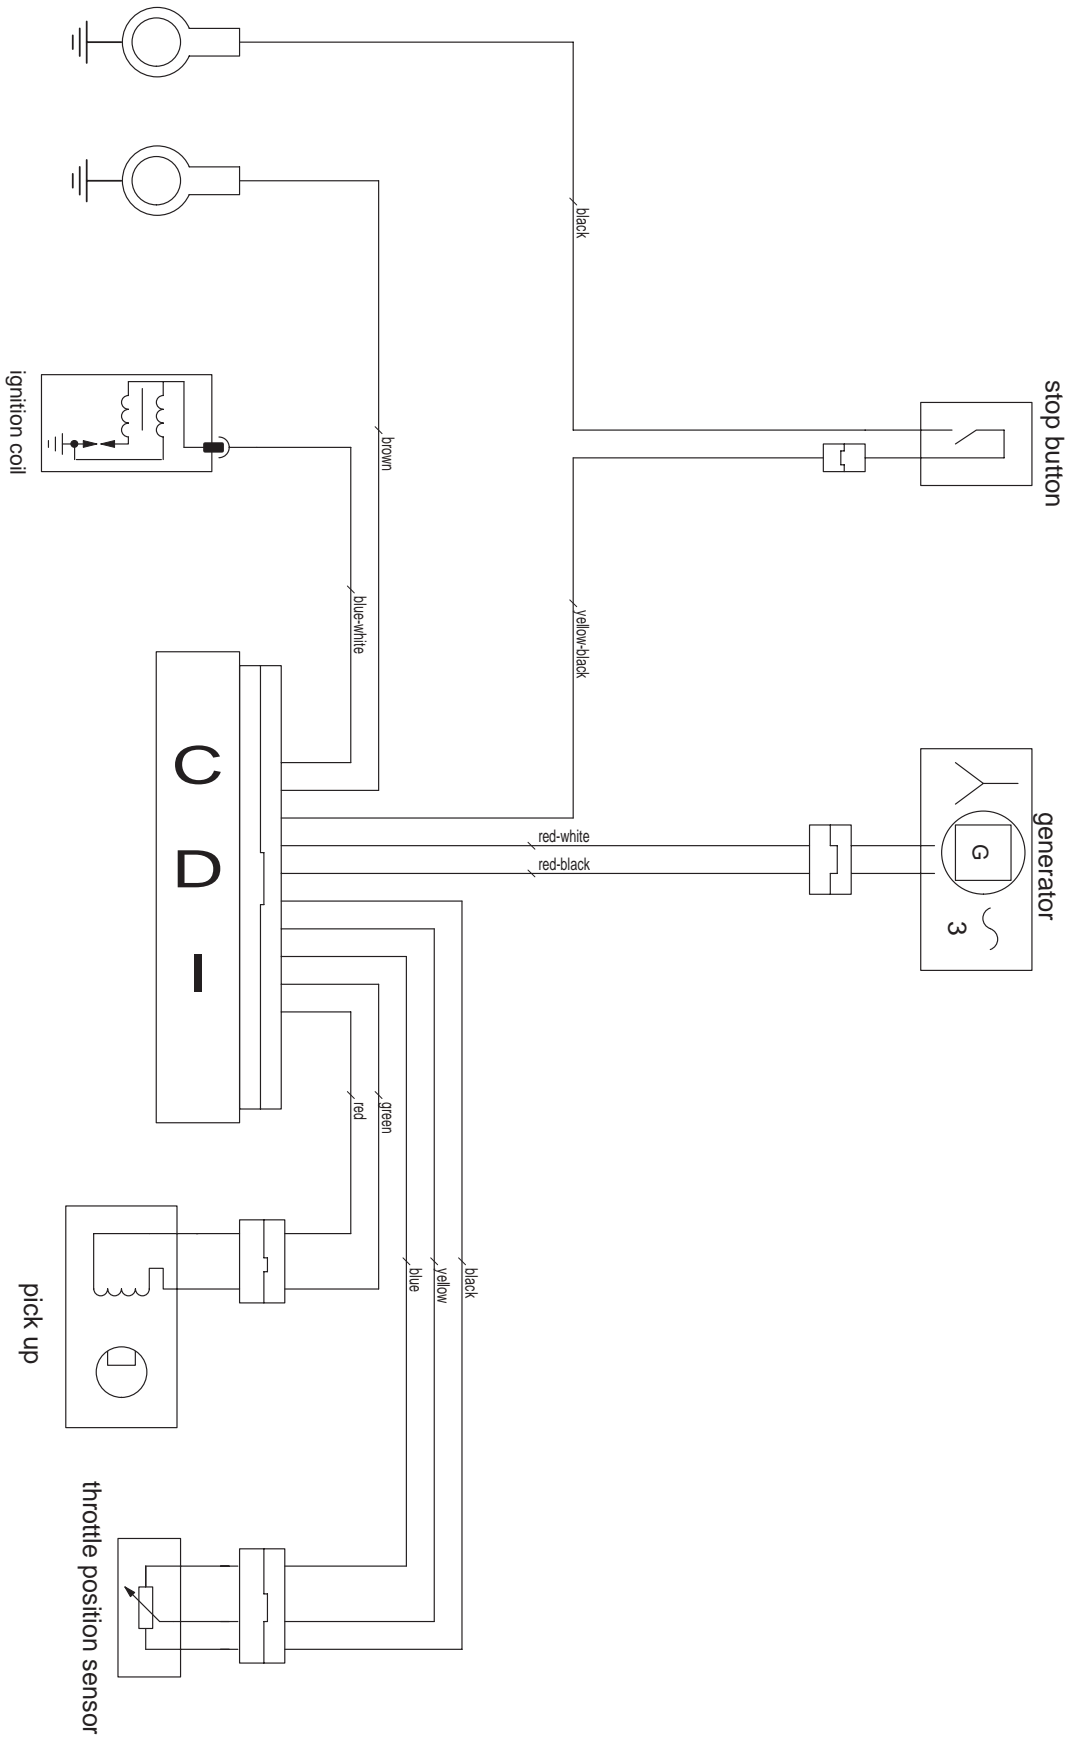 stop button
generator
G
3
black
yellow-black
red-white
red-black
brown
blue-white
ignition coil
C
D
I
red
green
blue
yellow
black
pick up
throttle position sensor